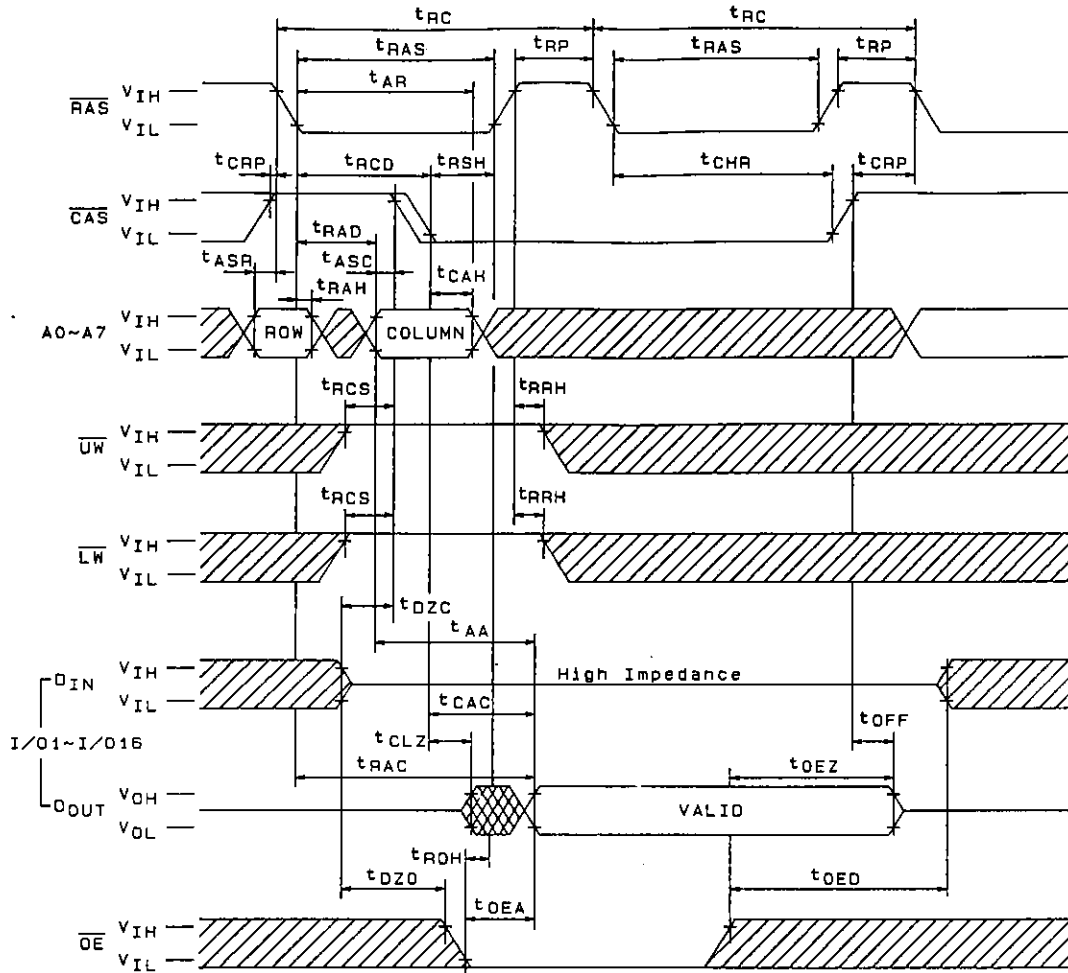 tRC tRC
tRAS tRP tRAS tRP
tAR
RAS VIH
VIL
tCRP tRCD tRSH tCHR tCRP
CAS VIH
VIL
tRAD
tASR tASC tCAH
tRAH
A0~A7 VIH
VIL
ROW COLUMN
tRCS tRRH
UW VIH
VIL
tRCS tRRH
LW VIH
VIL
tDZC
tAA
DIN VIH
VIL
High Impedance
tCAC
I/O1~I/O16
tCLZ tOFF
tRAC tOEZ
DOUT VOH
VOL
VALID
tROH
tDZO tOED
tOEA
OE VIH
VIL